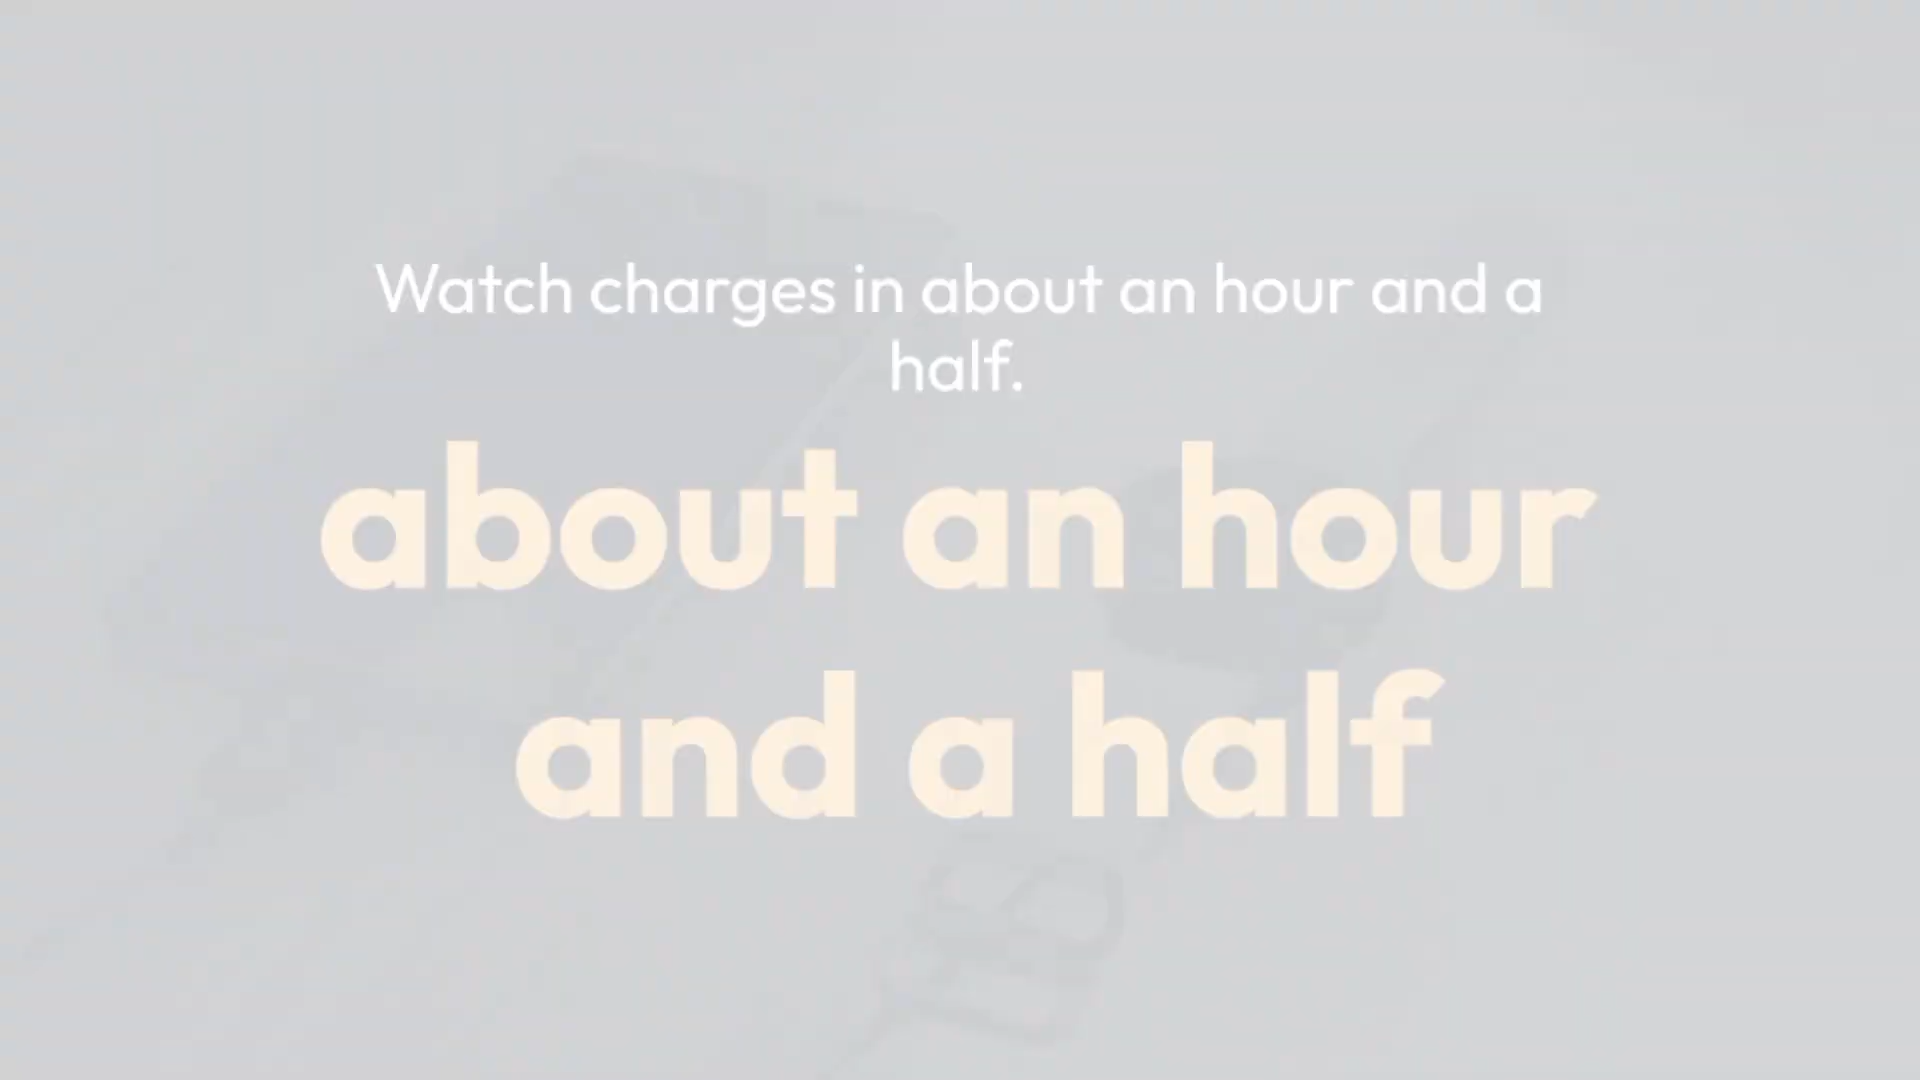 Watch charges in about an hour and a
half.
about an hour
and a half